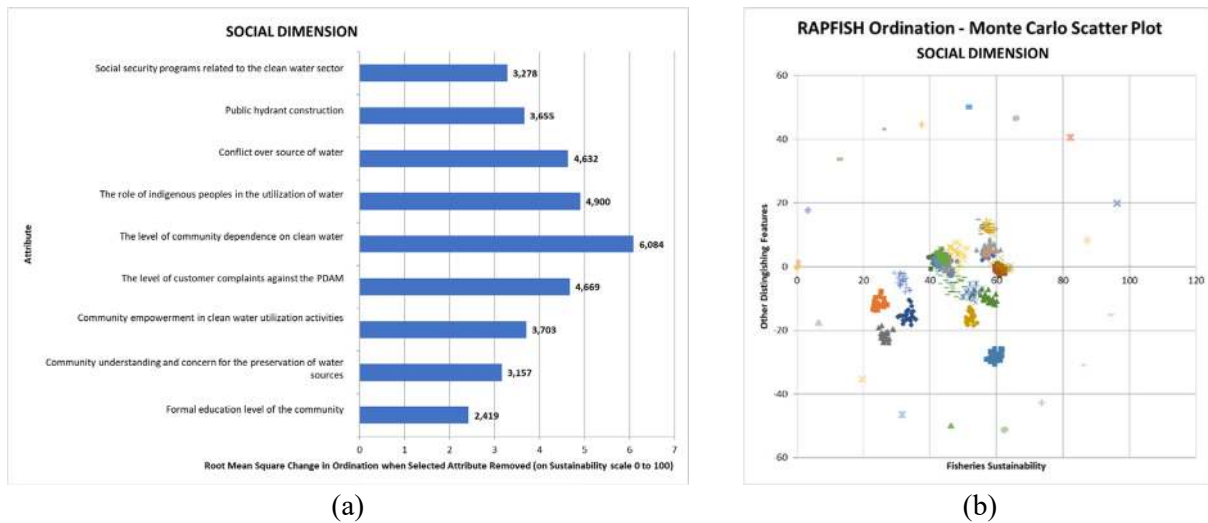 SOCIAL DIMENSION
Social security programs related to the clean water sector
3,278
Public hydrant construction
3,655
Conflict over source of water
4,632
The role of indigenous peoples in the utilization of water
4,900
Attribute
The level of community dependence on clean water
6,084
The level of customer complaints against the PDAM
4,669
Community empowerment in clean water utilization activities
3,703
Community understanding and concern for the preservation of water
sources
3,157
Formal education level of the community
2,419
0 1 2 3 4 5 6 7
Root Mean Square Change in Ordination when Selected Attribute Removed (on Sustainability scale 0 to 100)
(a)
RAPFISH Ordination - Monte Carlo Scatter Plot
SOCIAL DIMENSION
60
40
20
0
-20
-40
-60
Other Distingishing Features
0 20 40 60 80 100 120
Fisheries Sustainability
(b)